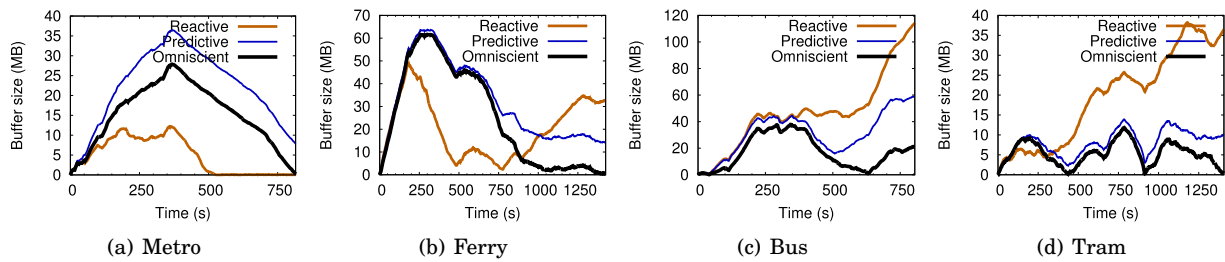 Buffer size (MB)
40
35
30
25
20
15
10
5
0
Reactive
Predictive
Omniscient
0 250 500 750
Time (s)
(a) Metro
Buffer size (MB)
70
60
50
40
30
20
10
0
Reactive
Predictive
Omniscient
0 250 500 750 1000 1250
Time (s)
(b) Ferry
Buffer size (MB)
120
100
80
60
40
20
0
Reactive
Predictive
Omniscient
0 250 500 750
Time (s)
(c) Bus
Buffer size (MB)
40
35
30
25
20
15
10
5
0
Reactive
Predictive
Omniscient
0 250 500 750 1000 1250
Time (s)
(d) Tram